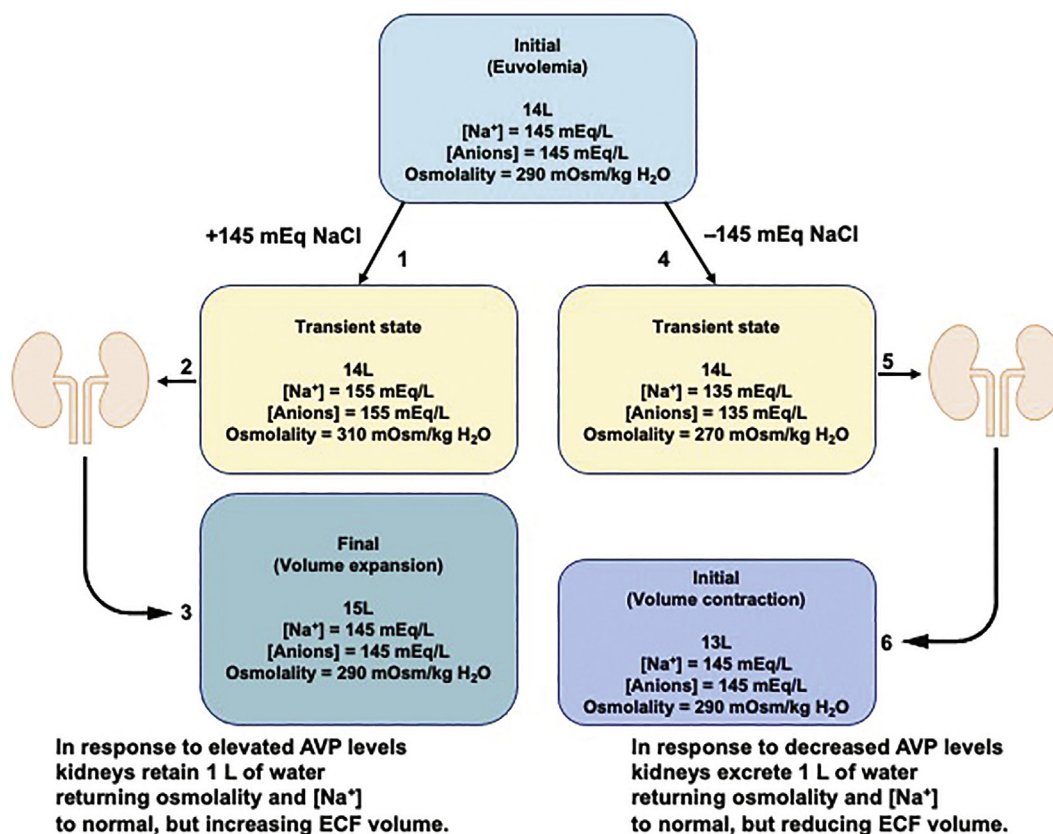 Initial
(Euvolemia)
14L
[Na⁺] = 145 mEq/L
[Anions] = 145 mEq/L
Osmolality = 290 mOsm/kg H₂O
+145 mEq NaCl
1
–145 mEq NaCl
4
Transient state
14L
[Na⁺] = 155 mEq/L
[Anions] = 155 mEq/L
Osmolality = 310 mOsm/kg H₂O
2
Transient state
14L
[Na⁺] = 135 mEq/L
[Anions] = 135 mEq/L
Osmolality = 270 mOsm/kg H₂O
5
Final
(Volume expansion)
15L
[Na⁺] = 145 mEq/L
[Anions] = 145 mEq/L
Osmolality = 290 mOsm/kg H₂O
3
Initial
(Volume contraction)
13L
[Na⁺] = 145 mEq/L
[Anions] = 145 mEq/L
Osmolality = 290 mOsm/kg H₂O
6
In response to elevated AVP levels
kidneys retain 1 L of water
returning osmolality and [Na⁺]
to normal, but increasing ECF volume.
In response to decreased AVP levels
kidneys excrete 1 L of water
returning osmolality and [Na⁺]
to normal, but reducing ECF volume.